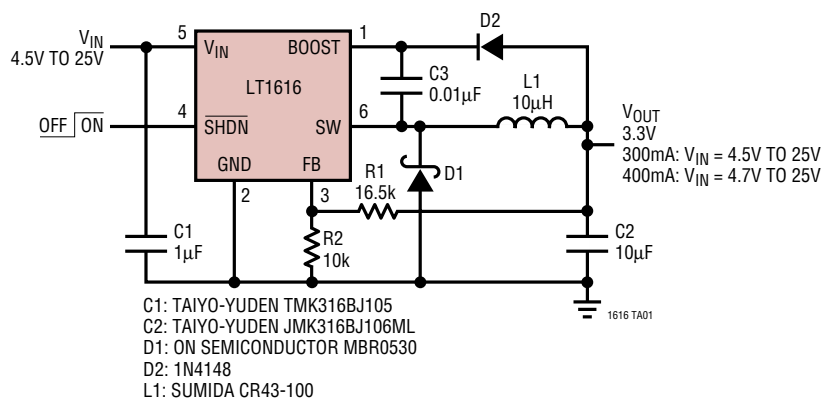 VIN
4.5V TO 25V
5
VIN
BOOST
1
D2
LT1616
C3
0.01µF
L1
10µH
OFF ON
4
SHDN
SW
6
VOUT
3.3V
300mA: VIN = 4.5V TO 25V
400mA: VIN = 4.7V TO 25V
GND
FB
D1
2
3
R1
16.5k
C1
1µF
R2
10k
C2
10µF
C1: TAIYO-YUDEN TMK316BJ105
C2: TAIYO-YUDEN JMK316BJ106ML
D1: ON SEMICONDUCTOR MBR0530
D2: 1N4148
L1: SUMIDA CR43-100
1616 TA01